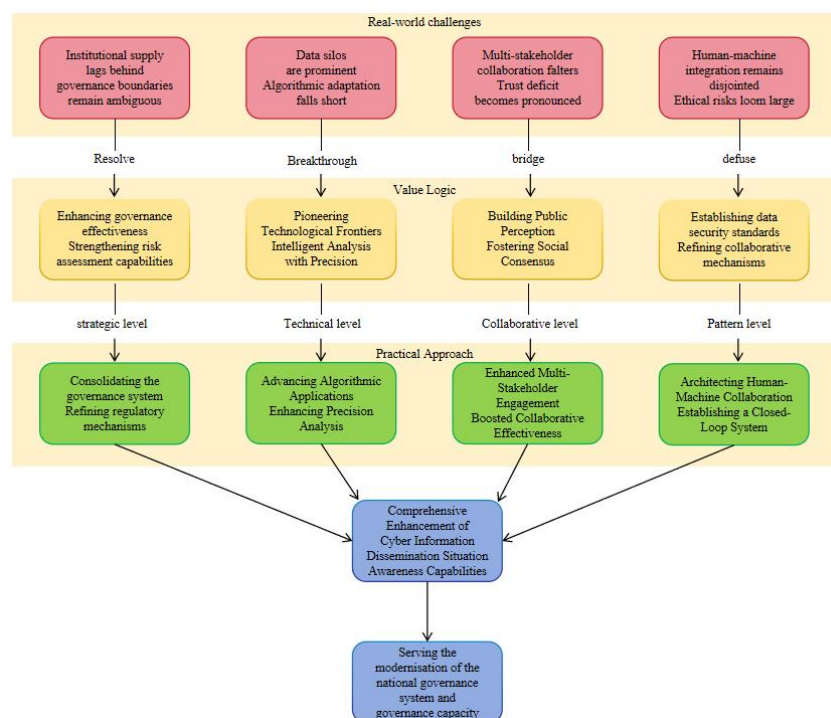 Real-world challenges
Institutional supply
lags behind
governance boundaries
remain ambiguous
Data silos
are prominent
Algorithmic adaptation
falls short
Multi-stakeholder
collaboration falters
Trust deficit
becomes pronounced
Human-machine
integration remains
disjointed
Ethical risks loom large
Resolve
Breakthrough
bridge
defuse
Value Logic
Enhancing governance
effectiveness
Strengthening risk
assessment capabilities
Pioneering
Technological Frontiers
Intelligent Analysis
with Precision
Building Public
Perception
Fostering Social
Consensus
Establishing data
security standards
Refining collaborative
mechanisms
strategic level
Technical level
Collaborative level
Pattern level
Practical Approach
Consolidating the
governance system
Refining regulatory
mechanisms
Advancing Algorithmic
Applications
Enhancing Precision
Analysis
Enhanced Multi-
Stakeholder
Engagement
Boosted Collaborative
Effectiveness
Architecting Human-
Machine Collaboration
Establishing a Closed-
Loop System
Comprehensive
Enhancement of
Cyber Information
Dissemination Situation
Awareness Capabilities
Serving the
modernisation of the
national governance
system and
governance capacity